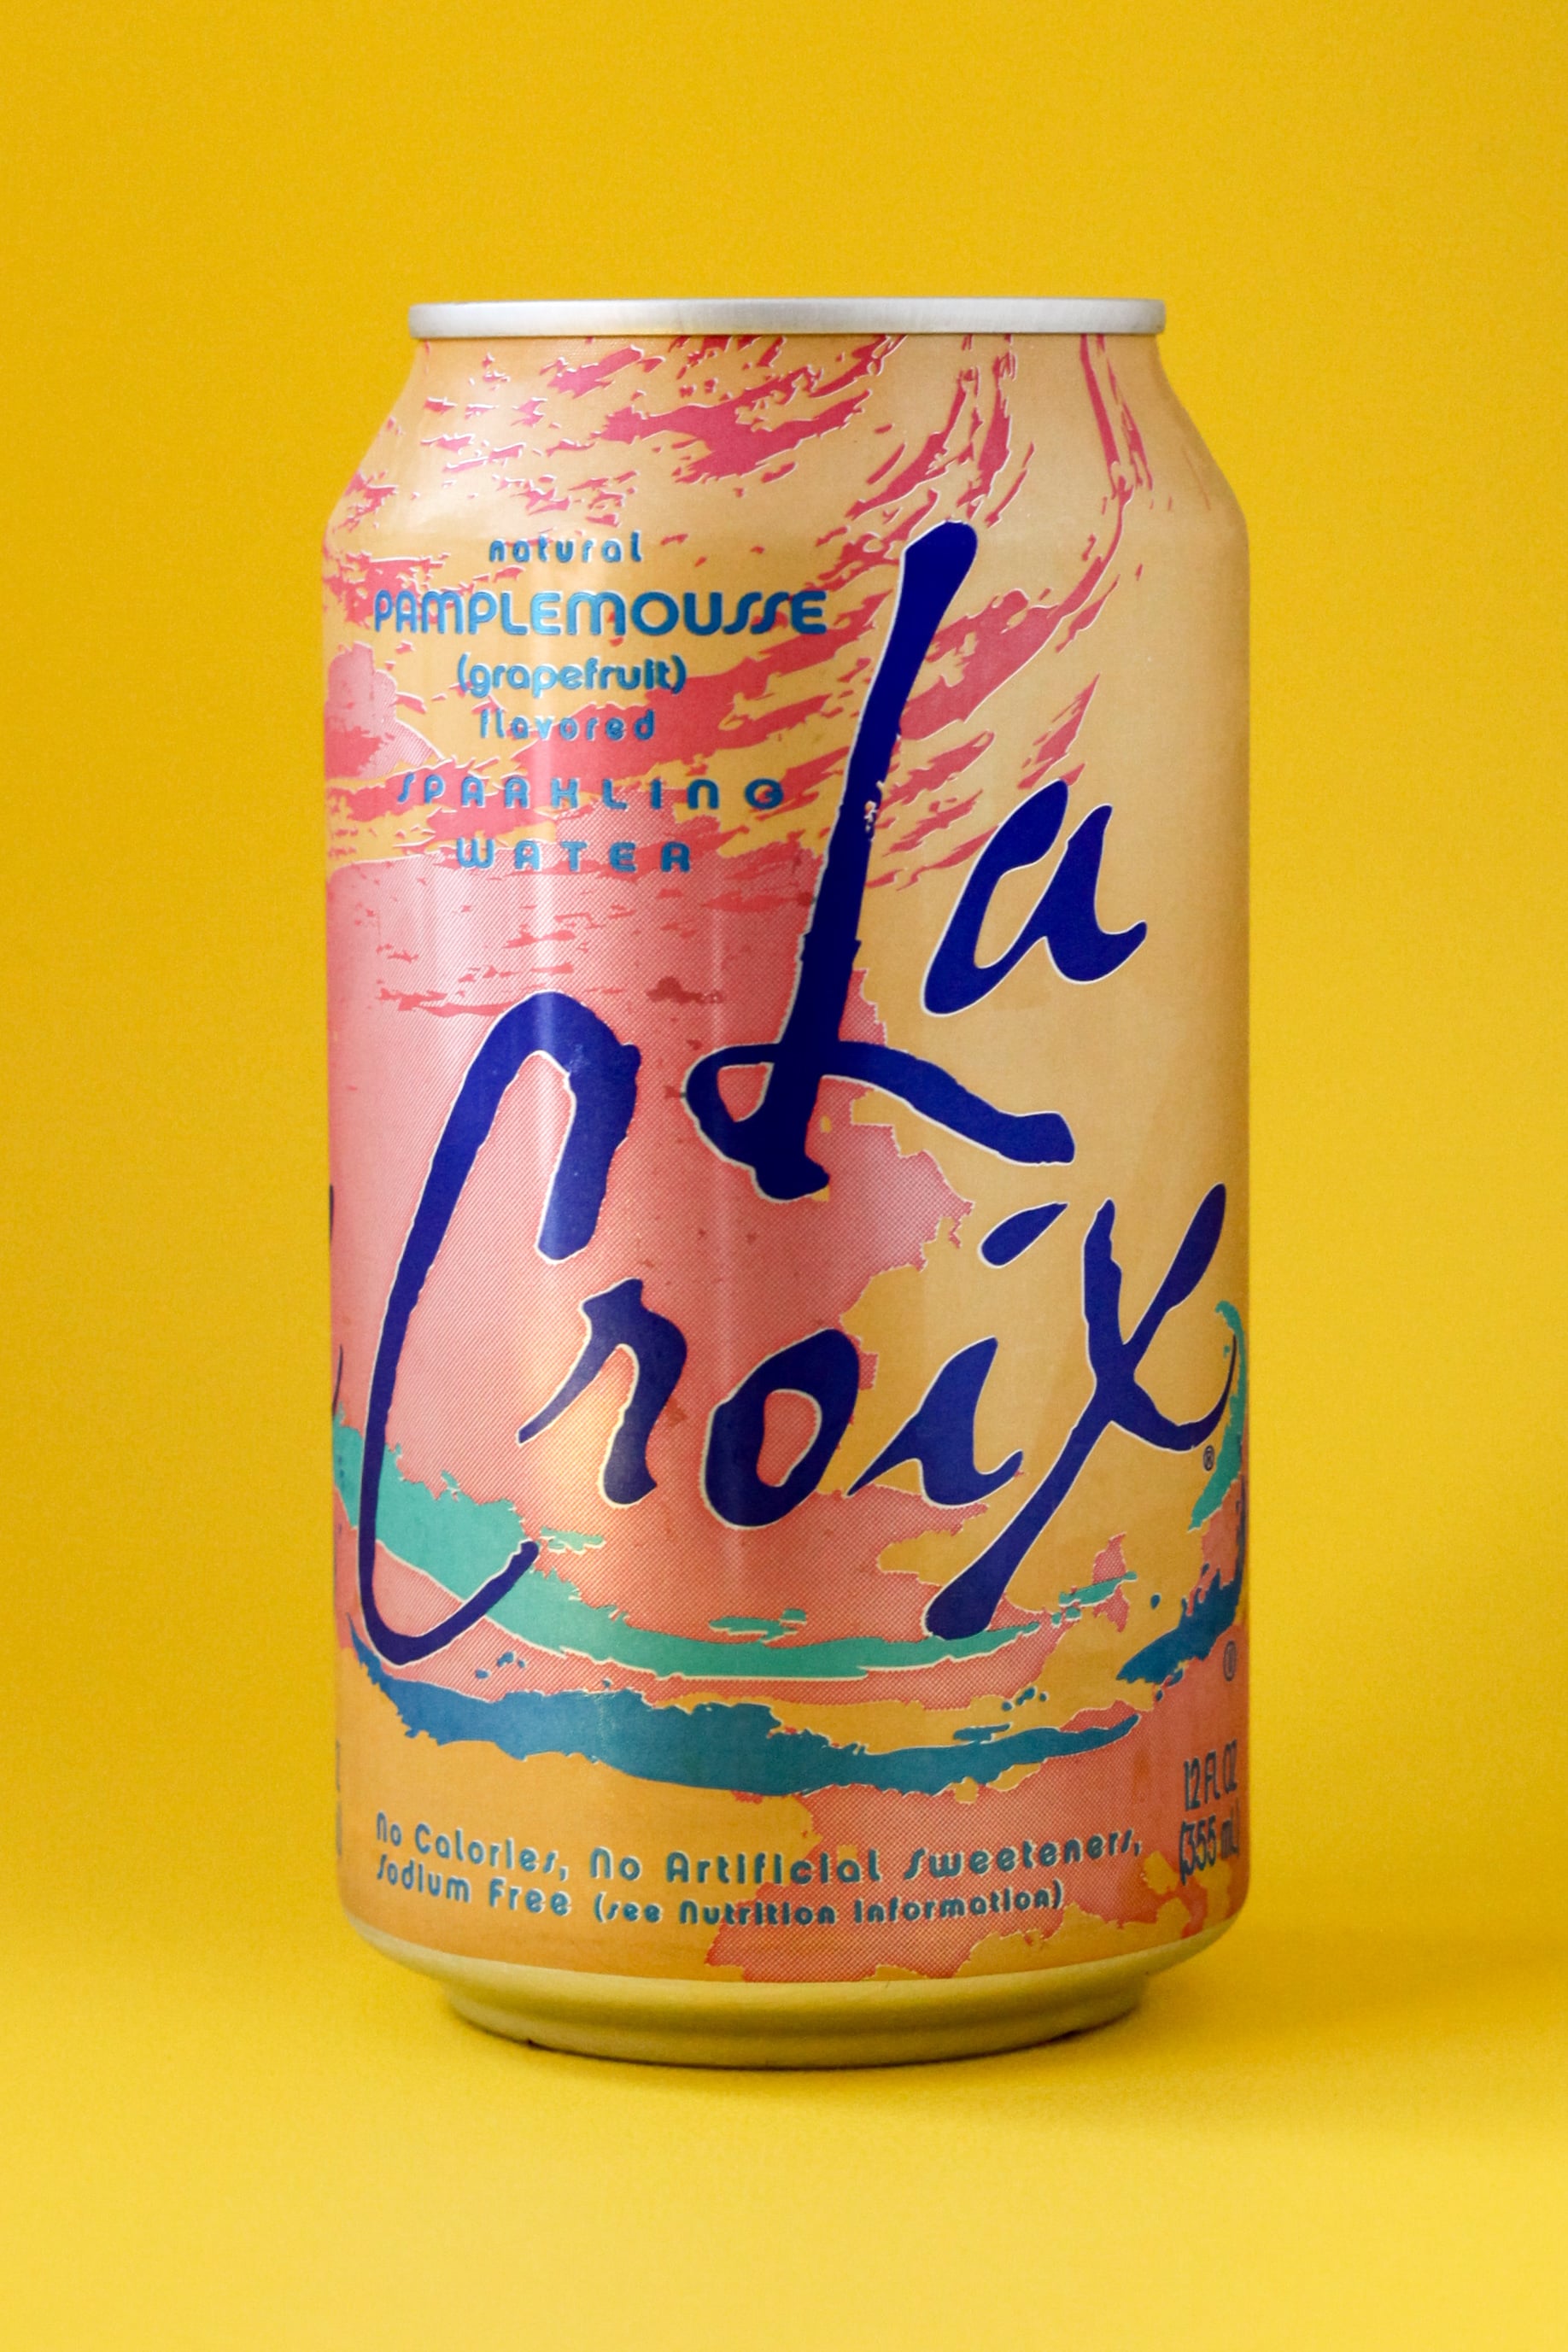 natural
PAMPLEMOUSSE
(grapefruit)
flavored
SPARKLING
WATER
La
Croix
®
U
12 FL OZ
(355 mL)
No Calories, No Artificial Sweeteners,
Sodium Free (see Nutrition Information)